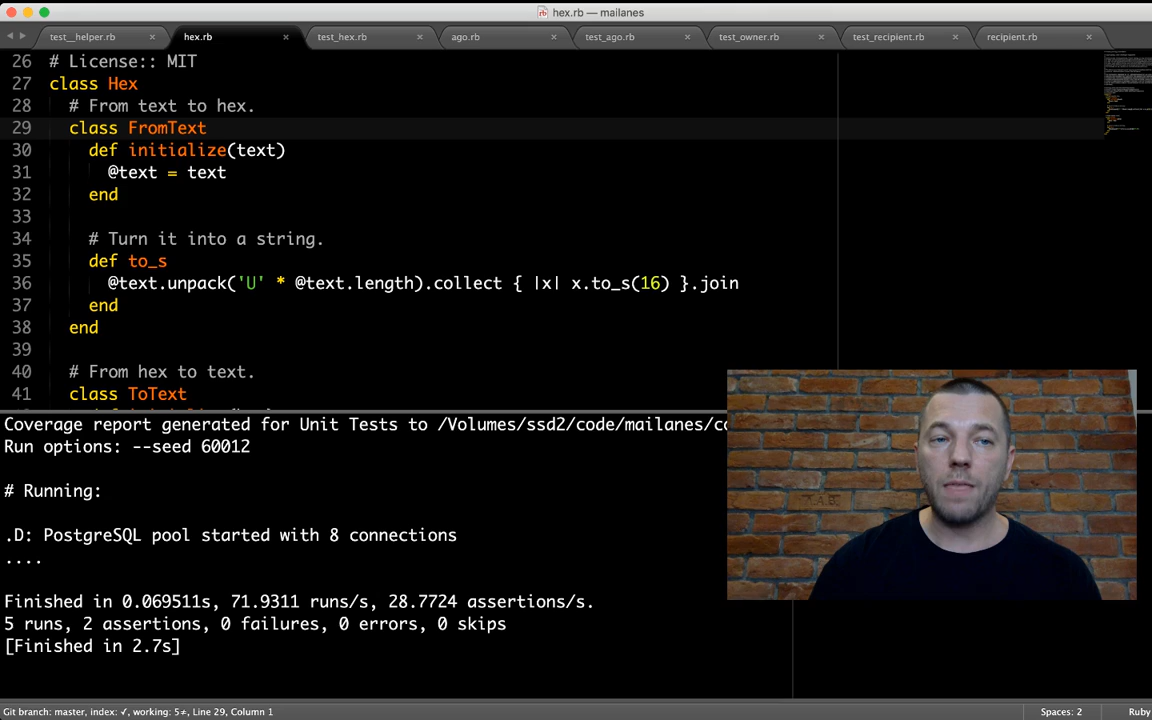 hex.rb — mailanes
test__helper.rb
hex.rb
test_hex.rb
ago.rb
test_ago.rb
test_owner.rb
test_recipient.rb
recipient.rb
26 # License:: MIT
27 class Hex
28 # From text to hex.
29 class FromText
30 def initialize(text)
31 @text = text
32 end
33
34 # Turn it into a string.
35 def to_s
36 @text.unpack('U' * @text.length).collect { |x| x.to_s(16) }.join
37 end
38 end
39
40 # From hex to text.
41 class ToText
Coverage report generated for Unit Tests to /Volumes/ssd2/code/mailanes/co
Run options: --seed 60012
# Running:
.D: PostgreSQL pool started with 8 connections
....
Finished in 0.069511s, 71.9311 runs/s, 28.7724 assertions/s.
5 runs, 2 assertions, 0 failures, 0 errors, 0 skips
[Finished in 2.7s]
Git branch: master, index: ✓, working: 5≠, Line 29, Column 1
Spaces: 2
Ruby